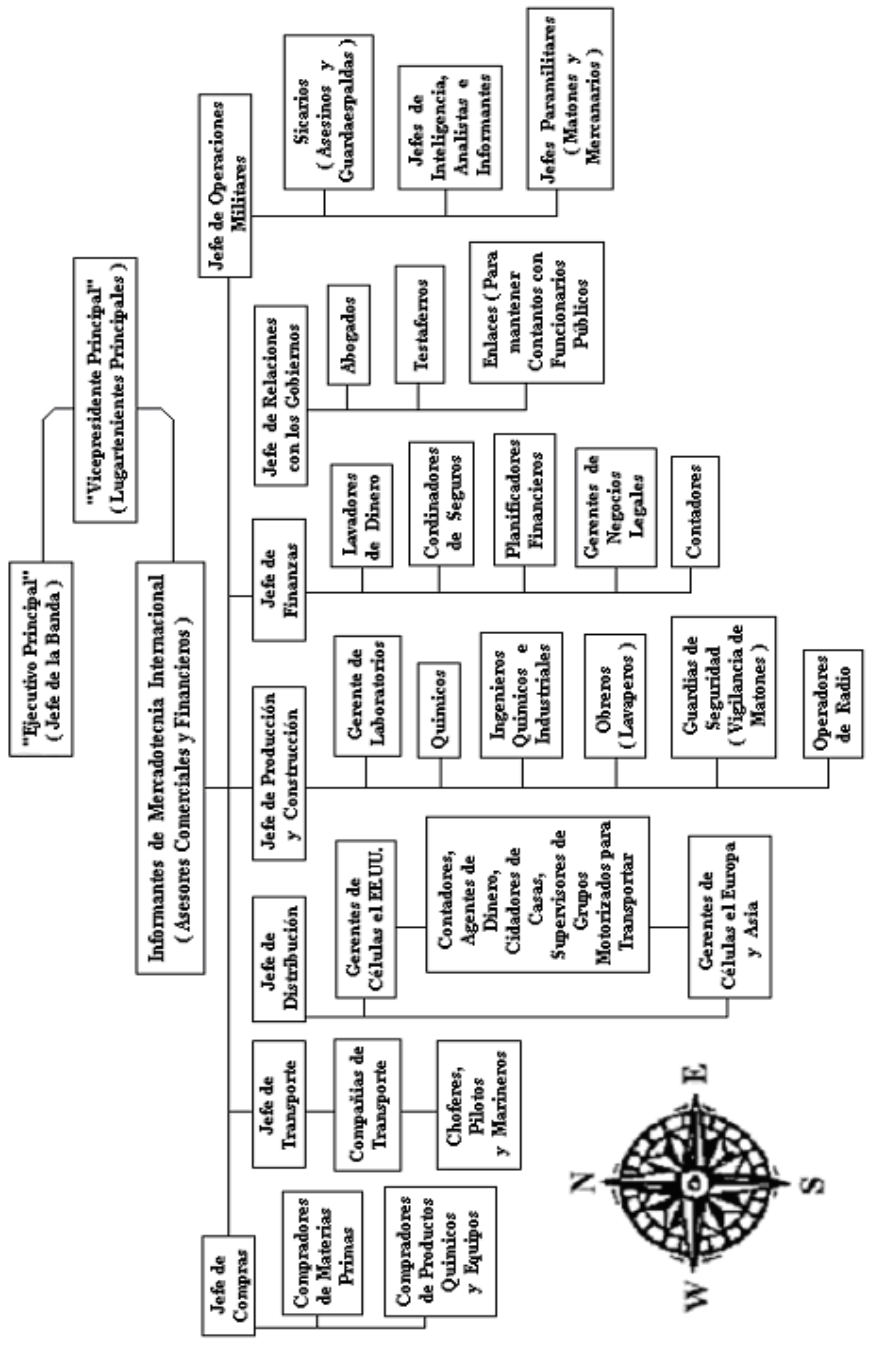 "Ejecutivo Principal"
( Jefe de la Banda )
"Vicepresidente Principal"
( Lugartenientes Principales )
Informantes de Mercadotecnia Internacional
( Asesores Comerciales y Financieros )
Jefe de
Compras
Compradores
de Materias
Primas
Compradores
de Productos
Quimicos
y Equipos
Jefe de
Transporte
Compañias de
Transporte
Choferes,
Pilotos
y Marineros
Jefe de
Distribución
Gerentes de
Células el EE.UU.
Contadores,
Agentes de
Dinero,
Cidadores de
Casas,
Supervisores de
Grupos
Motorizados para
Transportar
Gerentes de
Células el Europa
y Asia
Jefe de Producción
y Construcción
Gerente de
Laboratorios
Quimicos
Ingenieros
Quimicos e
Industriales
Obreros
( Lavaperos )
Guardias de
Seguridad
( Vigilancia de
Matones )
Operadores
de Radio
Jefe de
Finanzas
Lavadores
de Dinero
Cordinadores
de Seguros
Planificadores
Financieros
Gerentes de
Negocios
Legales
Contadores
Jefe de Relaciones
con los Gobiernos
Abogados
Testaferros
Enlaces ( Para
mantener
Contantos con
Funcionarios
Públicos
Jefe de Operaciones
Militares
Sicarios
( Asesinos y
Guardaespaldas )
Jefes de
Inteligencia,
Analistas e
Informantes
Jefes Paramilitares
( Matones y
Mercanarios )
N
W
E
S